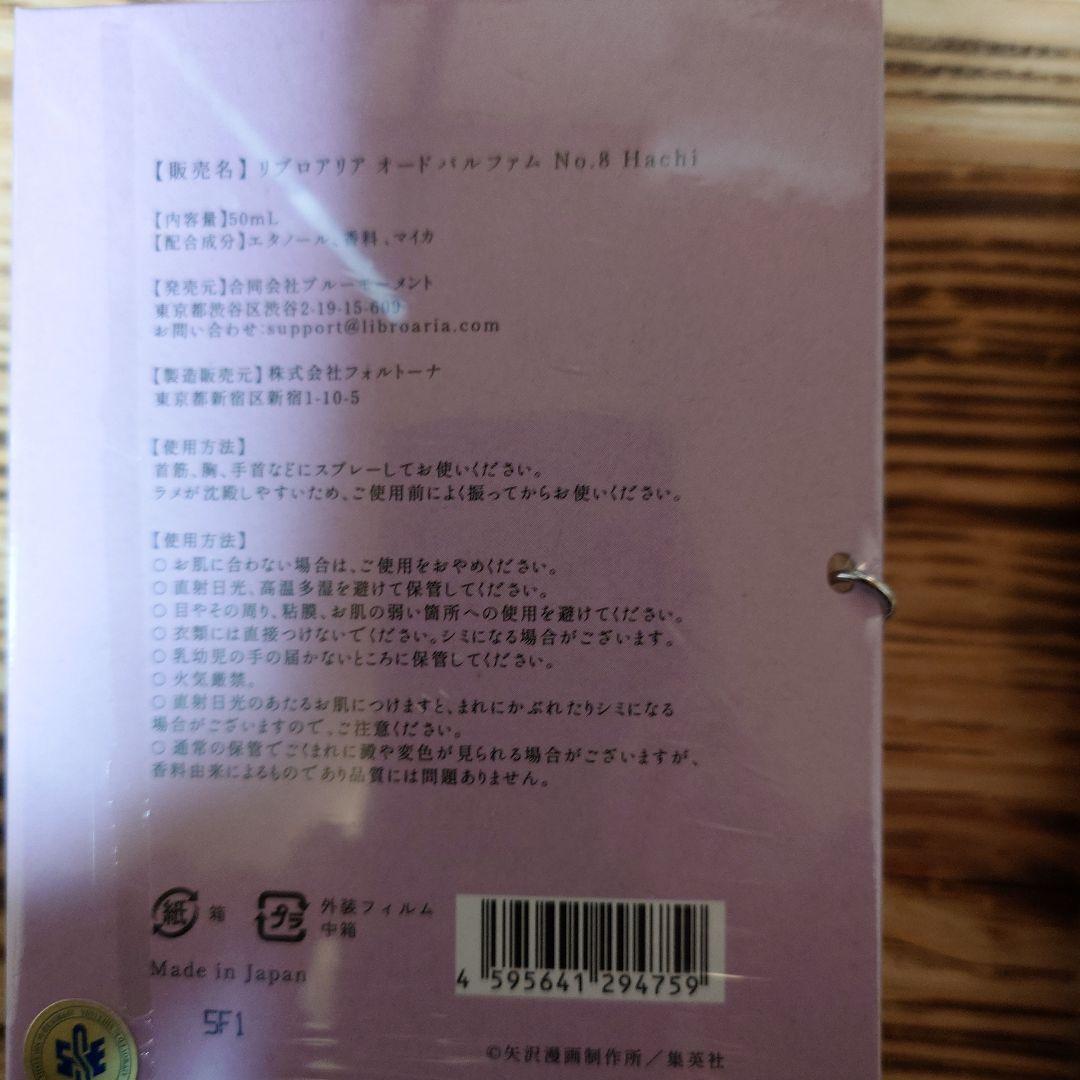 【販売名】リブロアリア オードパルファム No.8 Hachi
【内容量】50mL
【配合成分】エタノール、香料、マイカ
【発売元】合同会社ブルーモーメント
東京都渋谷区渋谷2-19-15-609
お問い合わせ:support@libroaria.com
【製造販売元】株式会社フォルトーナ
東京都新宿区新宿1-10-5
【使用方法】
首筋、胸、手首などにスプレーしてお使いください。
ラメが沈殿しやすいため、ご使用前によく振ってからお使いください。
【使用方法】
○お肌に合わない場合は、ご使用をおやめください。
○直射日光、高温多湿を避けて保管してください。
○目やその周り、粘膜、お肌の弱い箇所への使用を避けてください。
○衣類には直接つけないでください。シミになる場合がございます。
○乳幼児の手の届かないところに保管してください。
○火気厳禁。
○直射日光のあたるお肌につけますと、まれにかぶれたりシミになる
場合がございますので、ご注意ください。
○通常の保管でごくまれに澱や変色が見られる場合がございますが、
香料由来によるものであり品質には問題ありません。
紙 箱 プラ 外装フィルム
中箱
Made in Japan
4 595641 294759
5F1
©矢沢漫画制作所／集英社